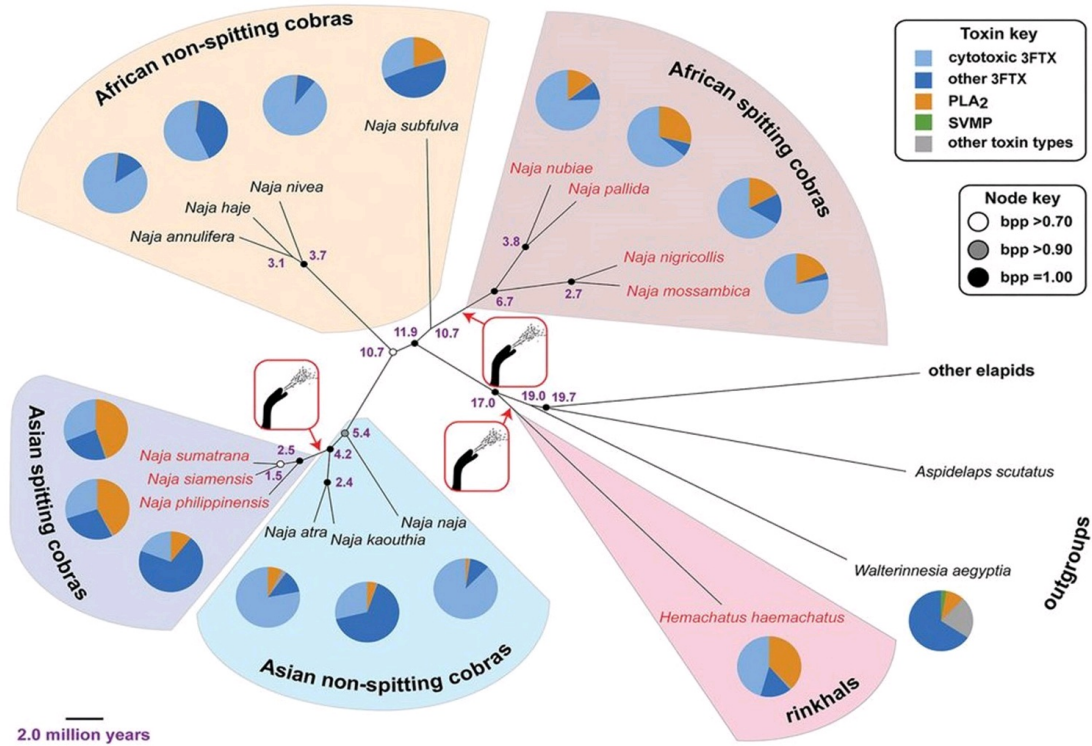 African non-spitting cobras
Naja subfulva
Naja nivea
Naja haje
Naja annulifera
3.1
3.7
African spitting cobras
Naja nubiae
Naja pallida
3.8
Naja nigricollis
Naja mossambica
6.7
2.7
Toxin key
cytotoxic 3FTX
other 3FTX
PLA2
SVMP
other toxin types
Node key
bpp >0.70
bpp >0.90
bpp =1.00
10.7
11.9
10.7
17.0
19.0
19.7
other elapids
Aspidelaps scutatus
Walterinnesia aegyptia
outgroups
Hemachatus haemachatus
rinkhals
Asian spitting cobras
Naja sumatrana
Naja siamensis
Naja philippinensis
2.5
1.5
5.4
4.2
2.4
Naja naja
Naja atra
Naja kaouthia
Asian non-spitting cobras
2.0 million years